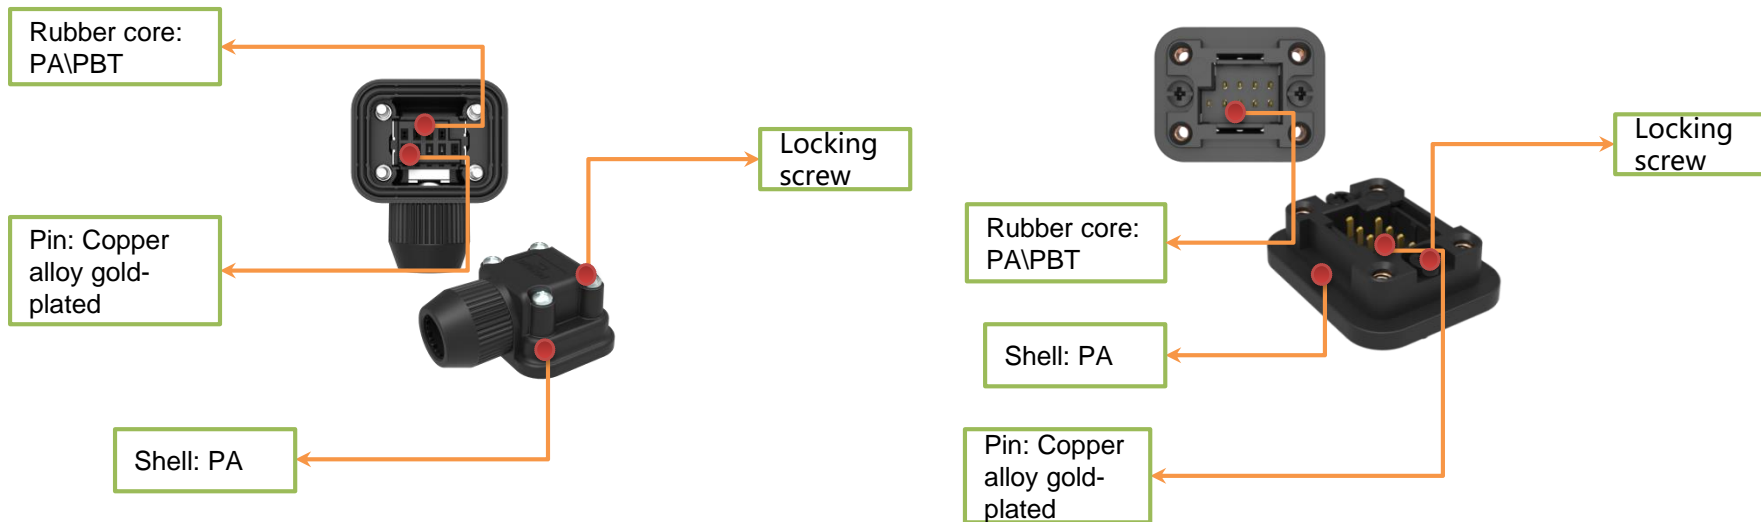 Rubber core:
PA\PBT
Locking
screw
Pin: Copper
alloy gold-
plated
Shell: PA
Locking
screw
Rubber core:
PA\PBT
Shell: PA
Pin: Copper
alloy gold-
plated